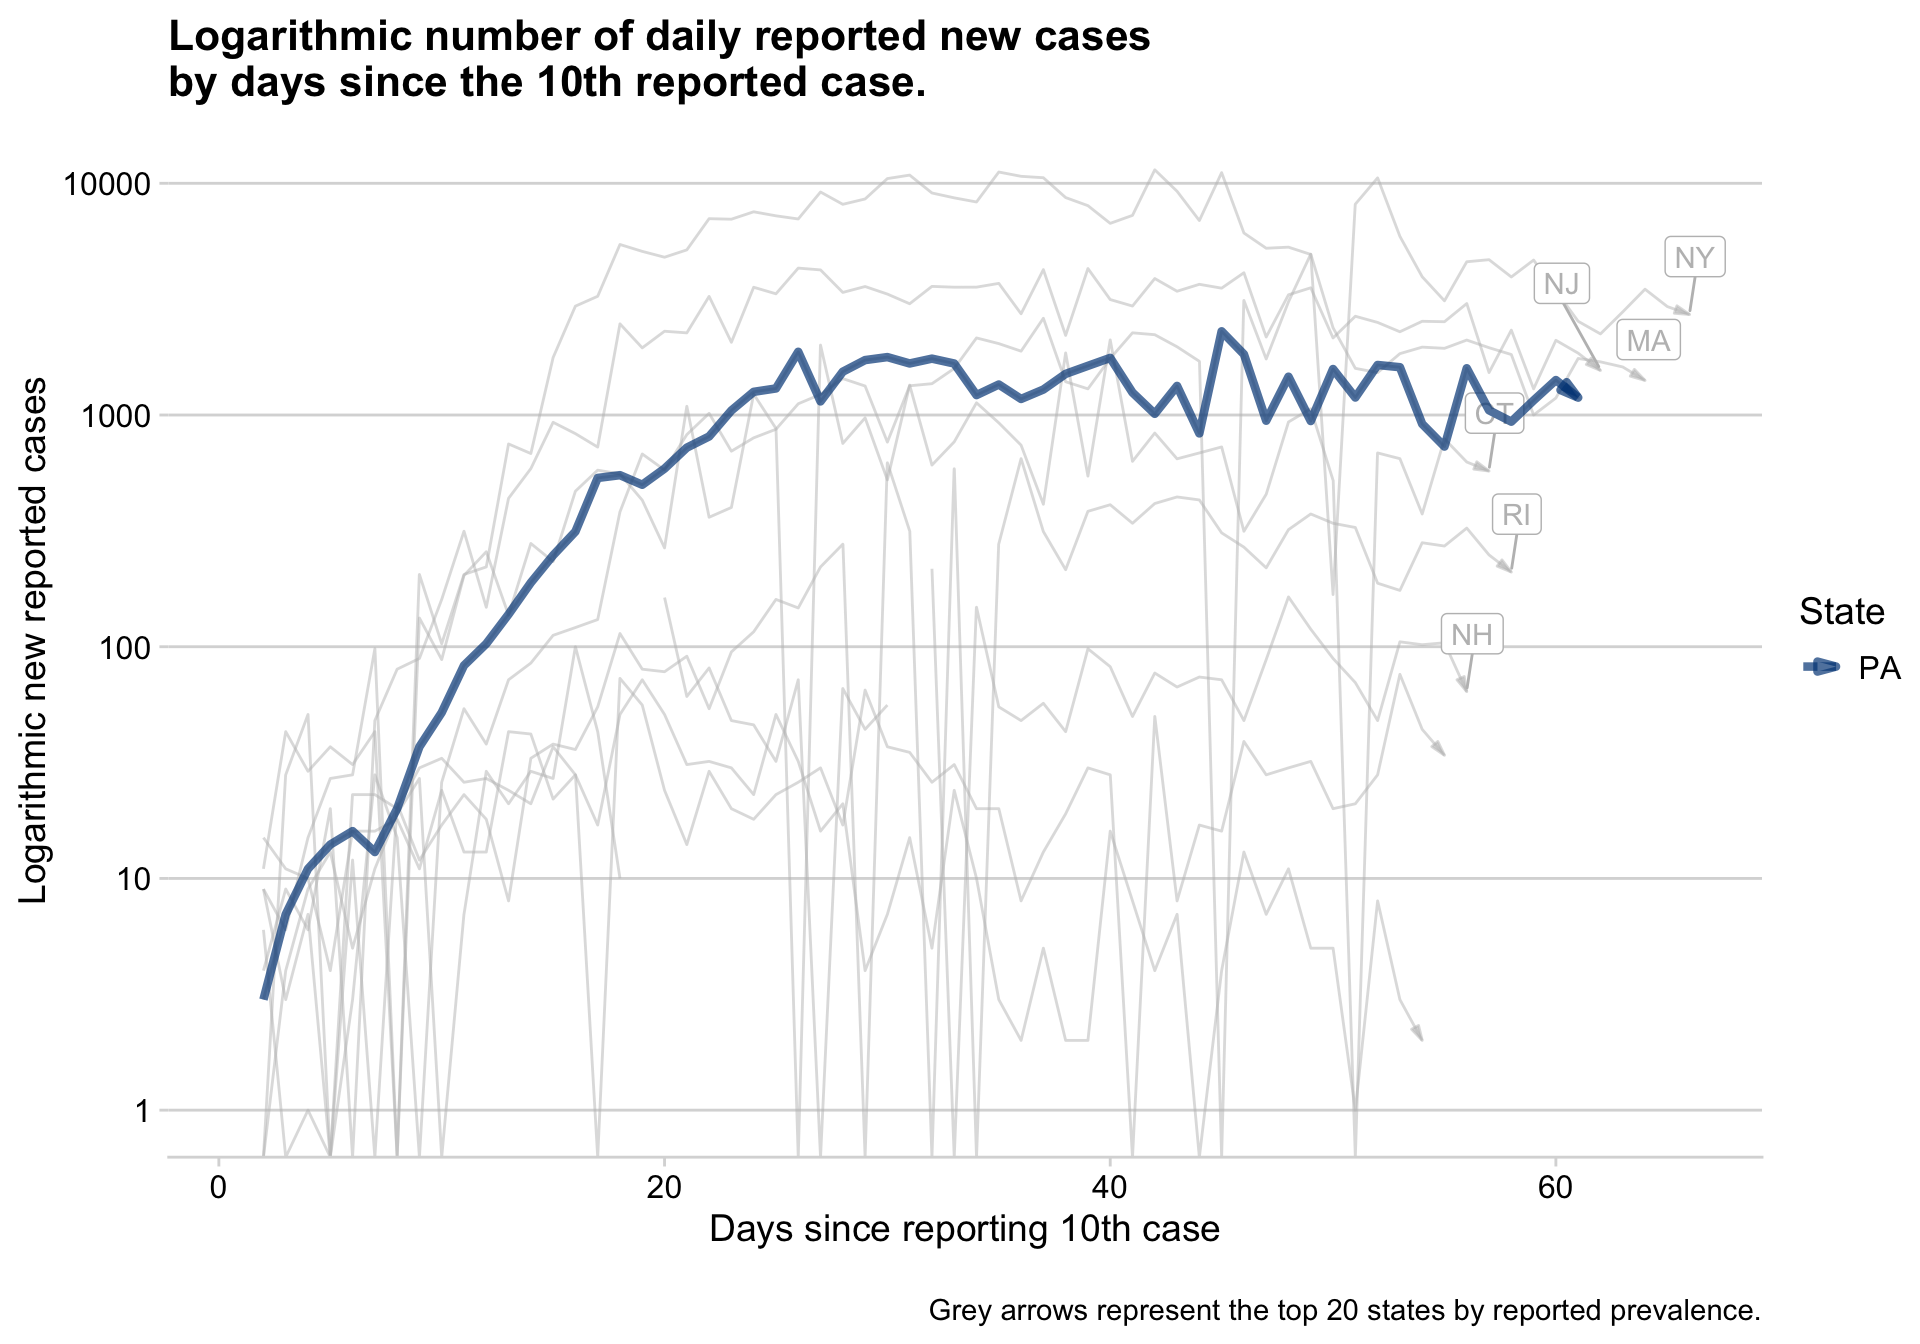 Logarithmic number of daily reported new cases
by days since the 10th reported case.
Logarithmic new reported cases
10000
1000
100
10
1
NY
NJ
MA
CT
RI
NH
State
PA
0 20 40 60
Days since reporting 10th case
Grey arrows represent the top 20 states by reported prevalence.